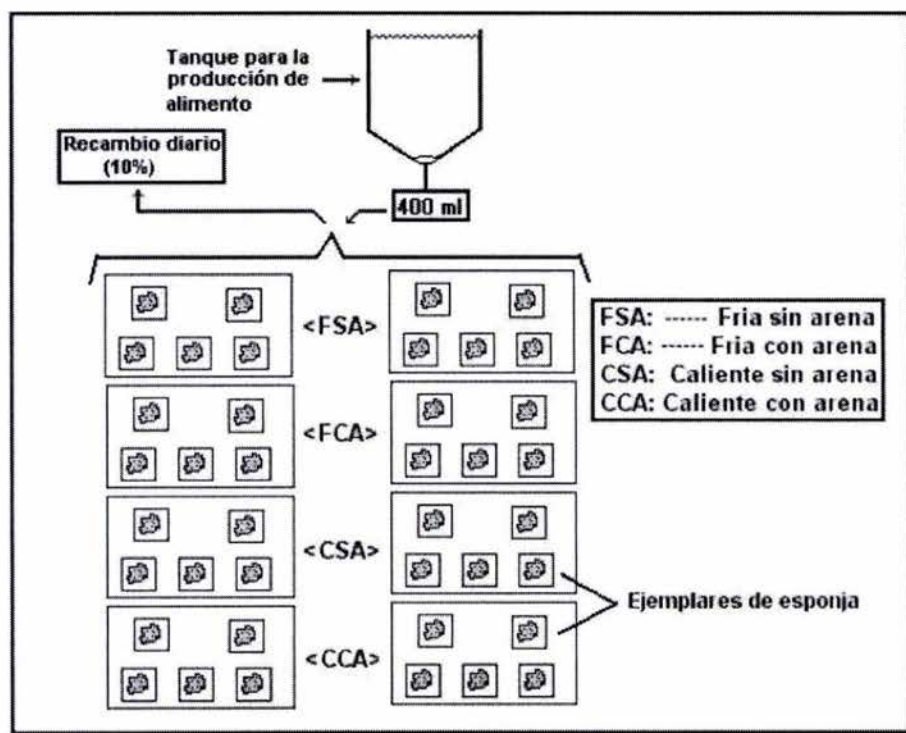 Tanque para la
producción de
alimento
Recambio diario
(10%)
400 ml
<FSA>
<FCA>
<CSA>
<CCA>
FSA: ------ Fria sin arena
FCA: ------ Fria con arena
CSA: Caliente sin arena
CCA: Caliente con arena
Ejemplares de esponja